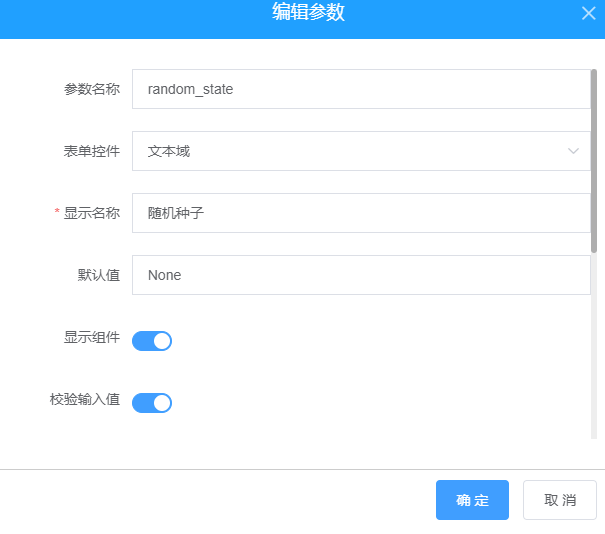 编辑参数
参数名称 random_state
表单控件 文本域
* 显示名称 随机种子
默认值 None
显示组件
校验输入值
确 定 取 消